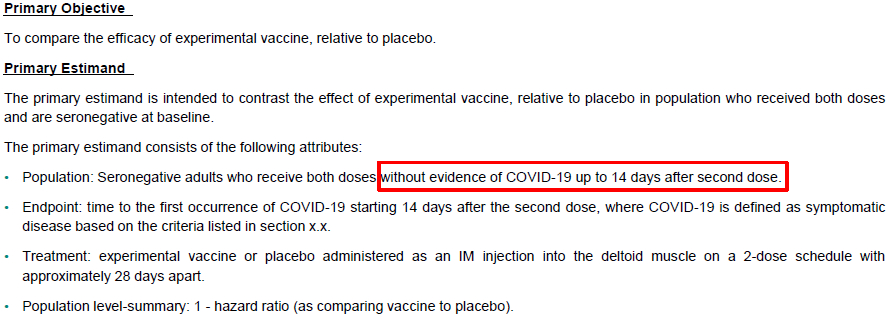 Primary Objective
To compare the efficacy of experimental vaccine, relative to placebo.
Primary Estimand
The primary estimand is intended to contrast the effect of experimental vaccine, relative to placebo in population who received both doses
and are seronegative at baseline.
The primary estimand consists of the following attributes:
• Population: Seronegative adults who receive both doses without evidence of COVID-19 up to 14 days after second dose.
• Endpoint: time to the first occurrence of COVID-19 starting 14 days after the second dose, where COVID-19 is defined as symptomatic
disease based on the criteria listed in section x.x.
• Treatment: experimental vaccine or placebo administered as an IM injection into the deltoid muscle on a 2-dose schedule with
approximately 28 days apart.
• Population level-summary: 1 - hazard ratio (as comparing vaccine to placebo).